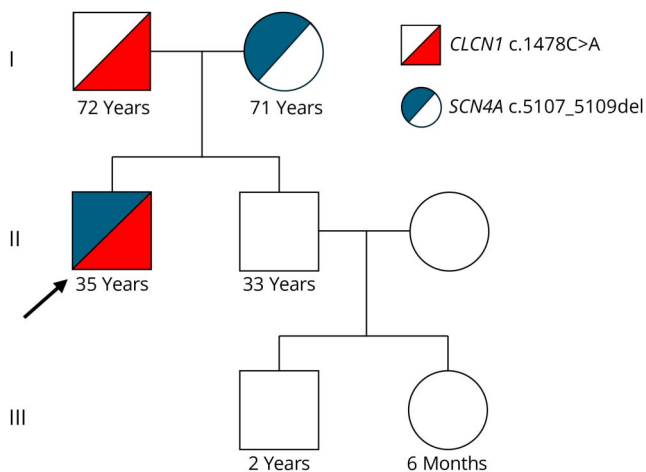 I
72 Years
71 Years
CLCN1 c.1478C>A
SCN4A c.5107_5109del
II
35 Years
33 Years
III
2 Years
6 Months